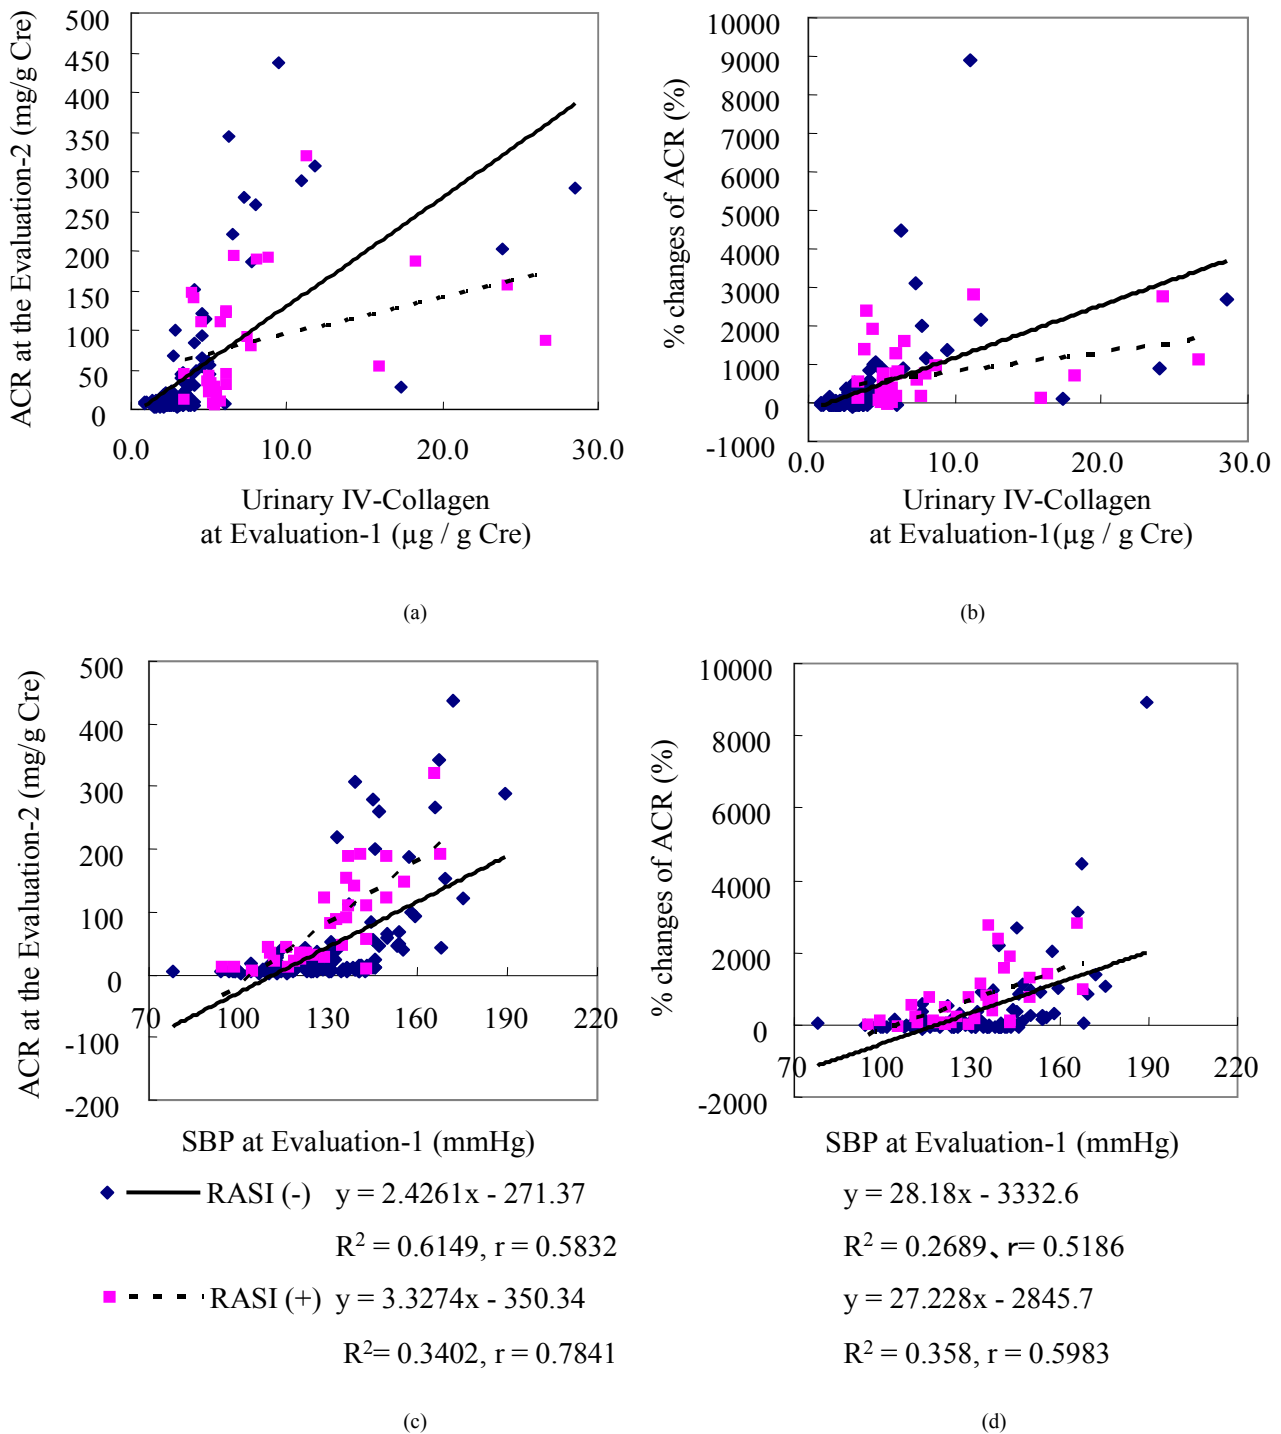 ACR at the Evaluation-2 (mg/g Cre)
500
450
400
350
300
250
200
150
100
50
0
0.0 10.0 20.0 30.0
Urinary IV-Collagen
at Evaluation-1 (µg / g Cre)
(a)
% changes of ACR (%)
10000
9000
8000
7000
6000
5000
4000
3000
2000
1000
0
-1000
0.0 10.0 20.0 30.0
Urinary IV-Collagen
at Evaluation-1(µg / g Cre)
(b)
ACR at the Evaluation-2 (mg/g Cre)
500
400
300
200
100
0
-100
-200
70 100 130 160 190 220
SBP at Evaluation-1 (mmHg)
RASI (-) y = 2.4261x - 271.37
R² = 0.6149, r = 0.5832
RASI (+) y = 3.3274x - 350.34
R²= 0.3402, r = 0.7841
(c)
% changes of ACR (%)
10000
8000
6000
4000
2000
0
-2000
70 100 130 160 190 220
SBP at Evaluation-1 (mmHg)
y = 28.18x - 3332.6
R² = 0.2689、r= 0.5186
y = 27.228x - 2845.7
R² = 0.358, r = 0.5983
(d)